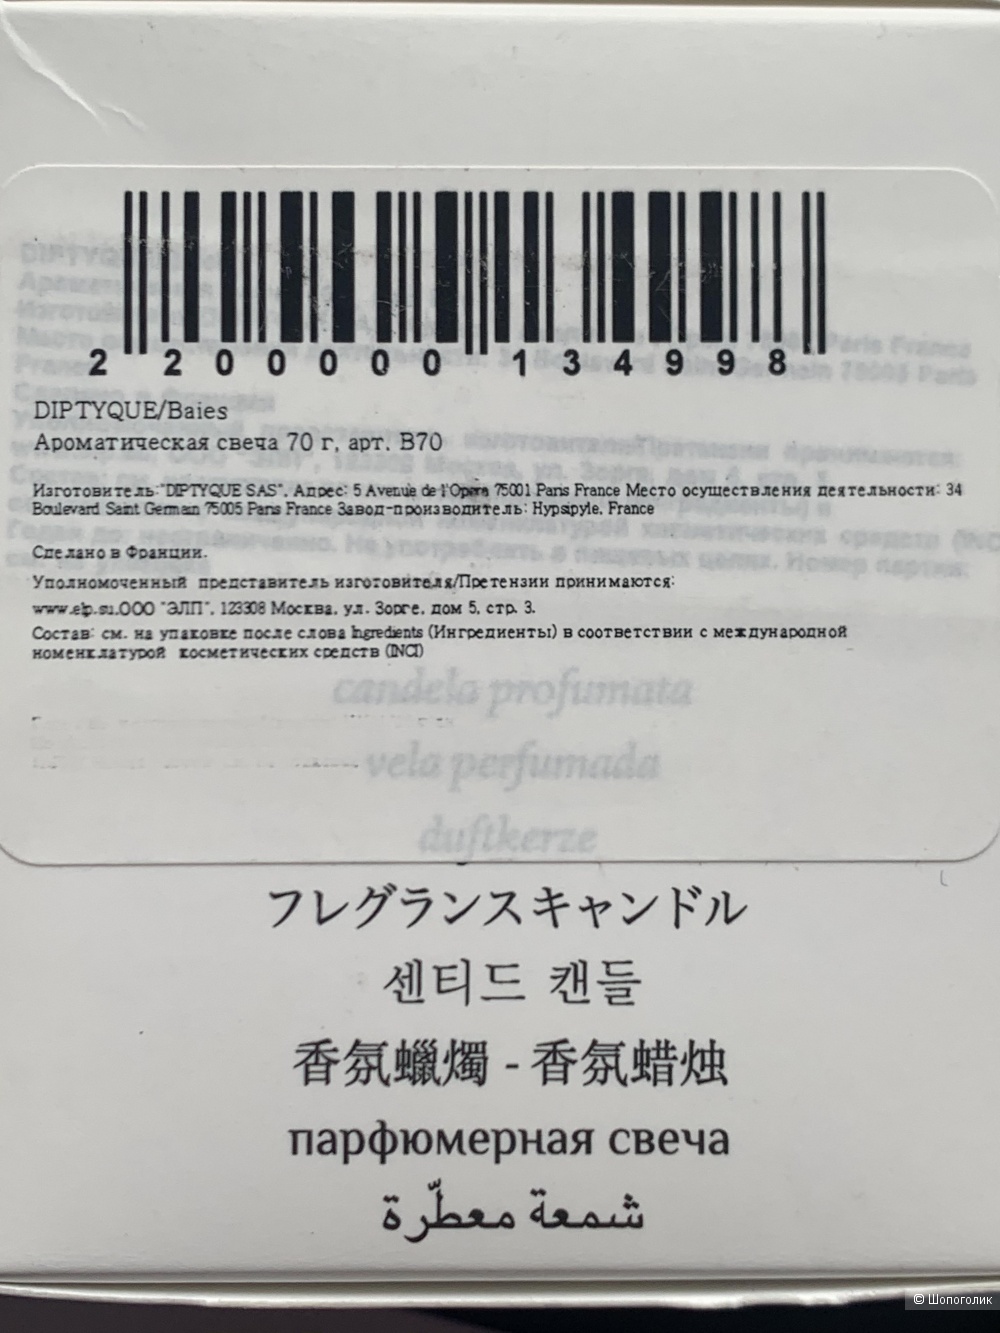 2 200000 134998
DIPTYQUE/Baies
Ароматическая свеча 70 г, арт. B70
Изготовитель:"DIPTYQUE SAS", Адрес: 5 Avenue de l'Opera 75001 Paris France Место осуществления деятельности: 34
Boulevard Saint Germain 75005 Paris France Завод-производитель: Hypsipyle, France
Сделано в Франции.
Уполномоченный представитель изготовителя/Претензии принимаются:
www.elp.su,ООО "ЭЛП", 123308 Москва, ул. Зорге, дом 5, стр. 3.
Состав: см. на упаковке после слова Ingredients (Ингредиенты) в соответствии с международной
номенклатурой косметических средств (INCI)
candela profumata
vela perfumada
duftkerze
フレグランスキャンドル
센티드 캔들
香氛蠟燭 - 香氛蜡烛
парфюмерная свеча
شمعة معطّرة
© Шопоголик